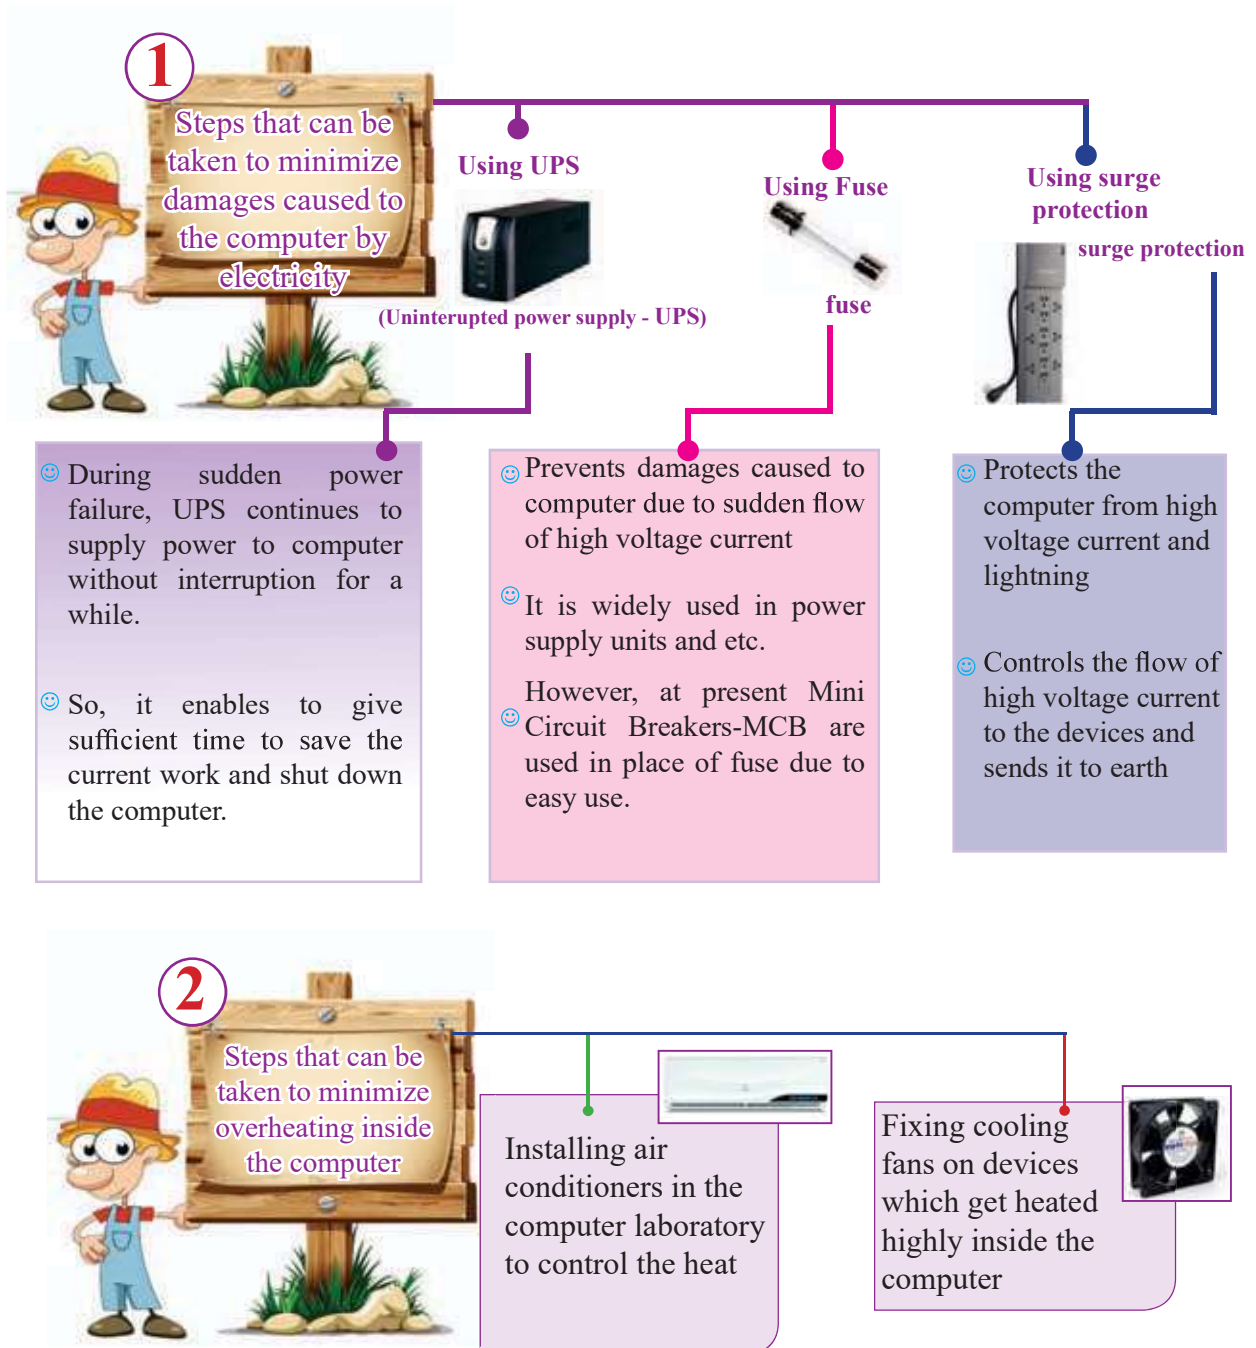 1
Steps that can be
taken to minimize
damages caused to
the computer by
electricity
Using UPS
(Uninterupted power supply - UPS)
During sudden power
failure, UPS continues to
supply power to computer
without interruption for a
while.
So, it enables to give
sufficient time to save the
current work and shut down
the computer.
Using Fuse
fuse
Prevents damages caused to
computer due to sudden flow
of high voltage current
It is widely used in power
supply units and etc.
However, at present Mini
Circuit Breakers-MCB are
used in place of fuse due to
easy use.
Using surge
protection
surge protection
Protects the
computer from high
voltage current and
lightning
Controls the flow of
high voltage current
to the devices and
sends it to earth
2
Steps that can be
taken to minimize
overheating inside
the computer
Installing air
conditioners in the
computer laboratory
to control the heat
Fixing cooling
fans on devices
which get heated
highly inside the
computer